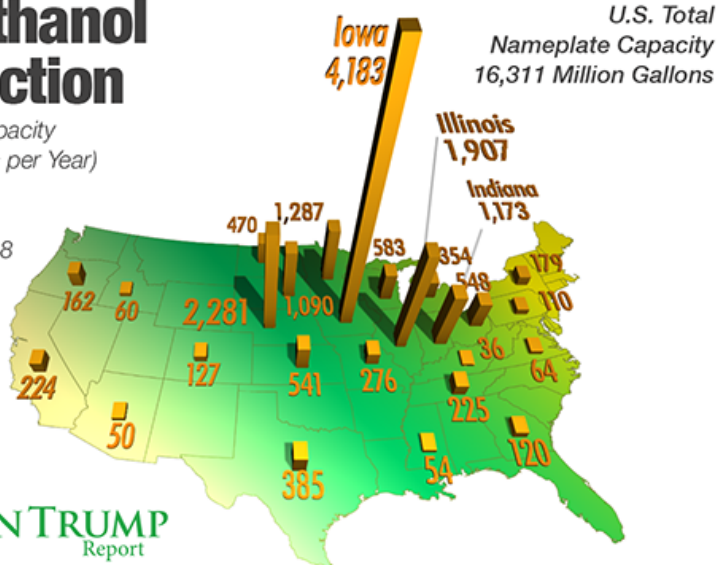 thanol
ction
pacity
per Year)
8
U.S. Total
Nameplate Capacity
16,311 Million Gallons
Iowa
4,183
Illinois
1,907
Indiana
1,173
470
1,287
583
354
548
179
110
162
60
2,281
1,090
36
64
224
127
541
276
225
50
385
54
120
N TRUMP
Report